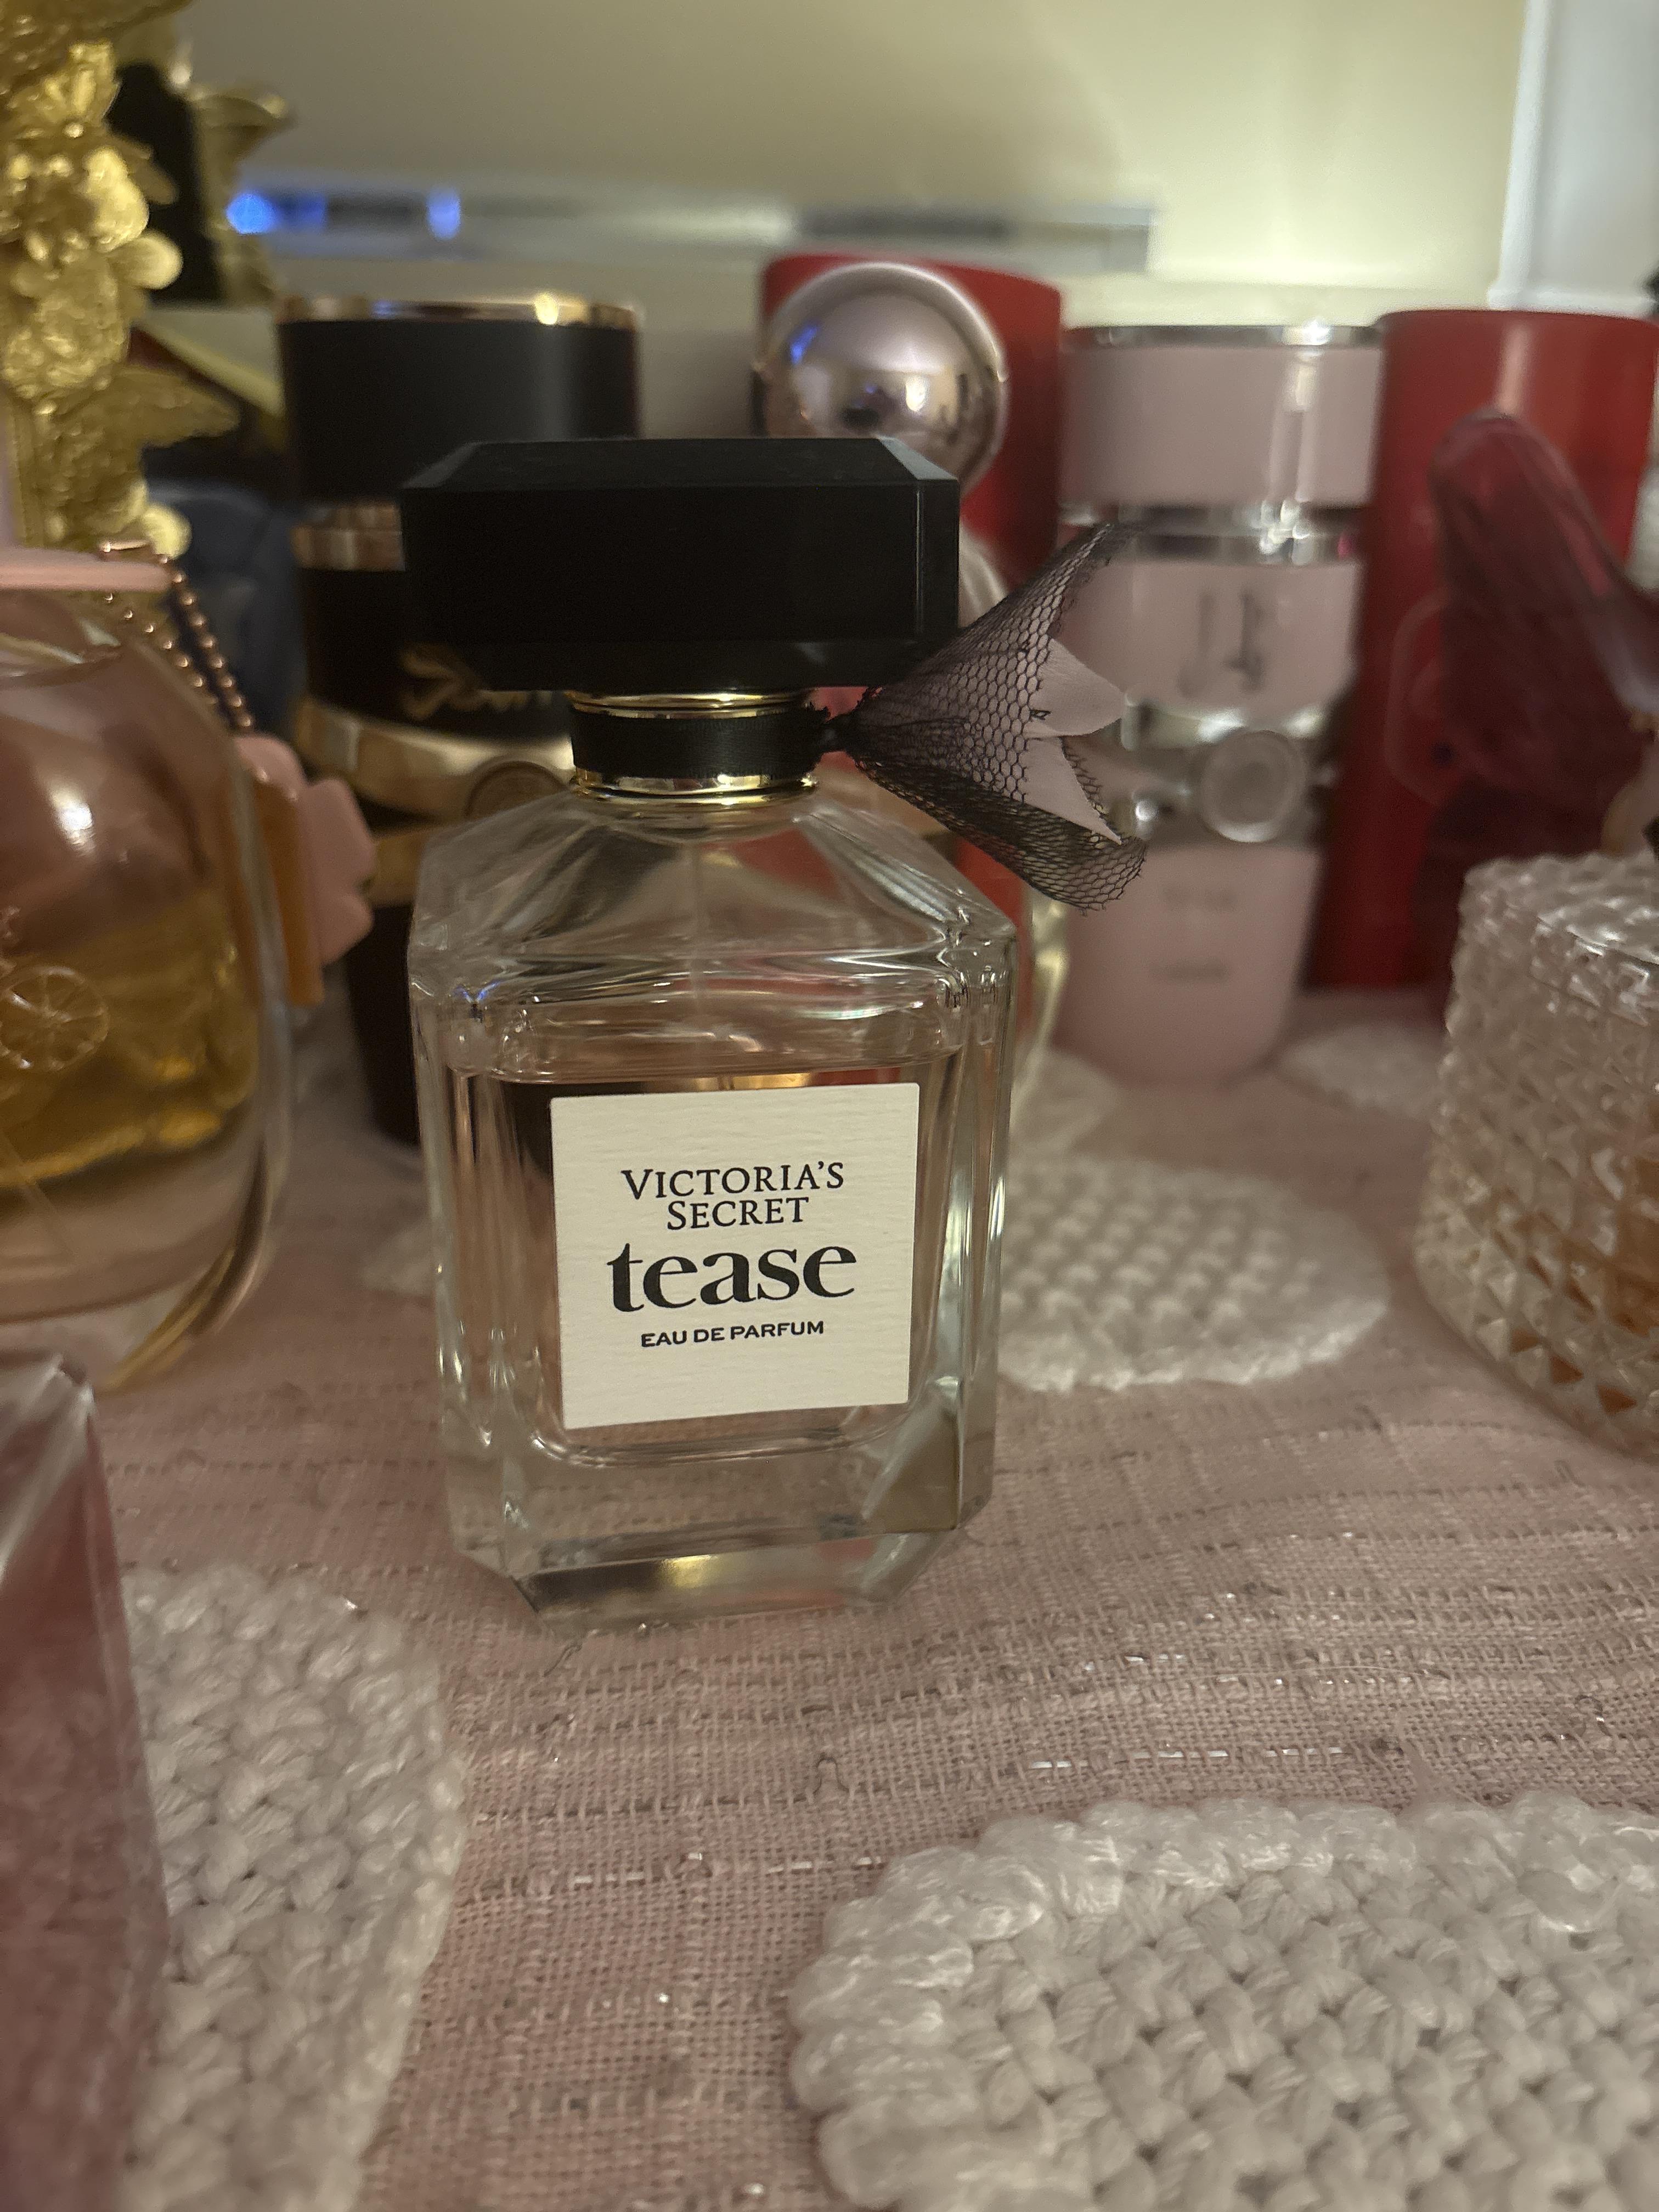 VICTORIA'S
SECRET
tease
EAU DE PARFUM